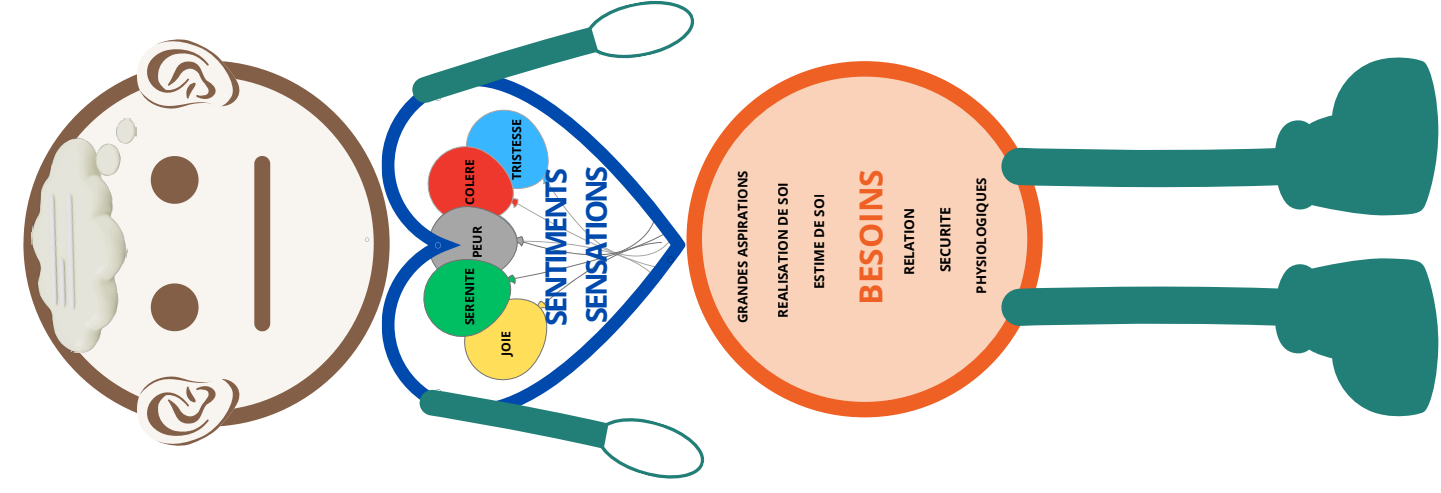 TRISTESSE
COLERE
PEUR
SERENITE
JOIE
SENTIMENTS
SENSATIONS
GRANDES ASPIRATIONS
REALISATION DE SOI
ESTIME DE SOI
BESOINS
RELATION
SECURITE
PHYSIOLOGIQUES